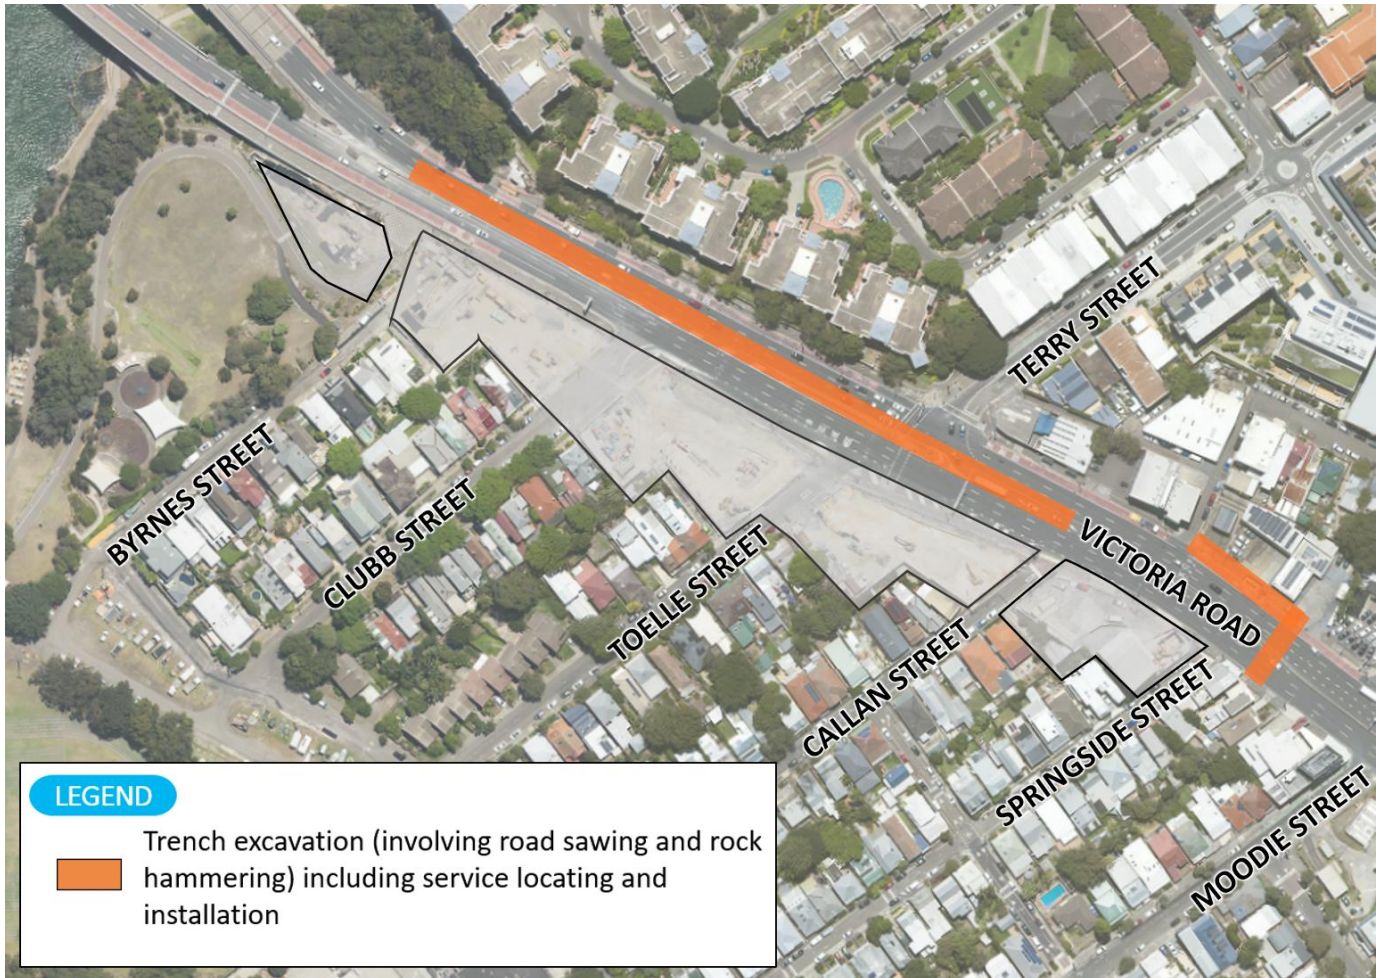 TERRY STREET
BYRNES STREET
CLUBB STREET
VICTORIA ROAD
TOELLE STREET
CALLAN STREET
SPRINGSIDE STREET
MOODIE STREET
LEGEND
Trench excavation (involving road sawing and rock
hammering) including service locating and
installation